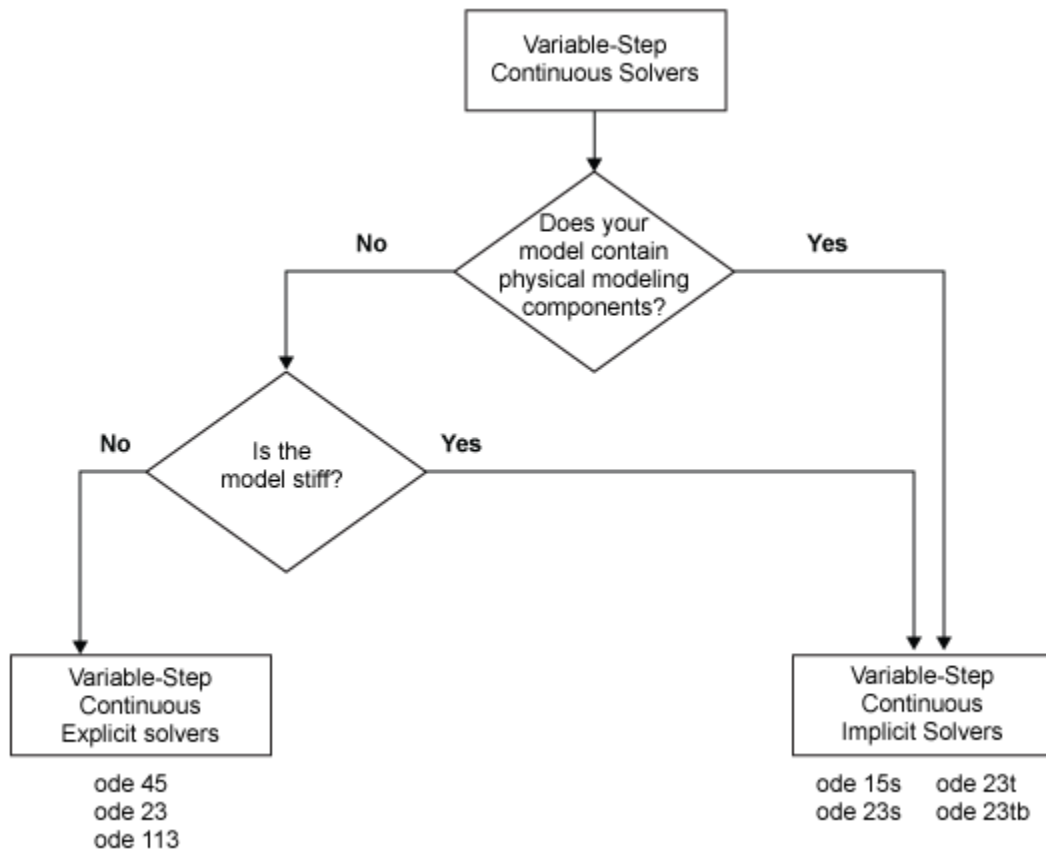 Variable-Step
Continuous Solvers
Does your
model contain
physical modeling
components?
No
Yes
Is the
model stiff?
No
Yes
Variable-Step
Continuous
Explicit solvers
ode 45
ode 23
ode 113
Variable-Step
Continuous
Implicit Solvers
ode 15s ode 23t
ode 23s ode 23tb